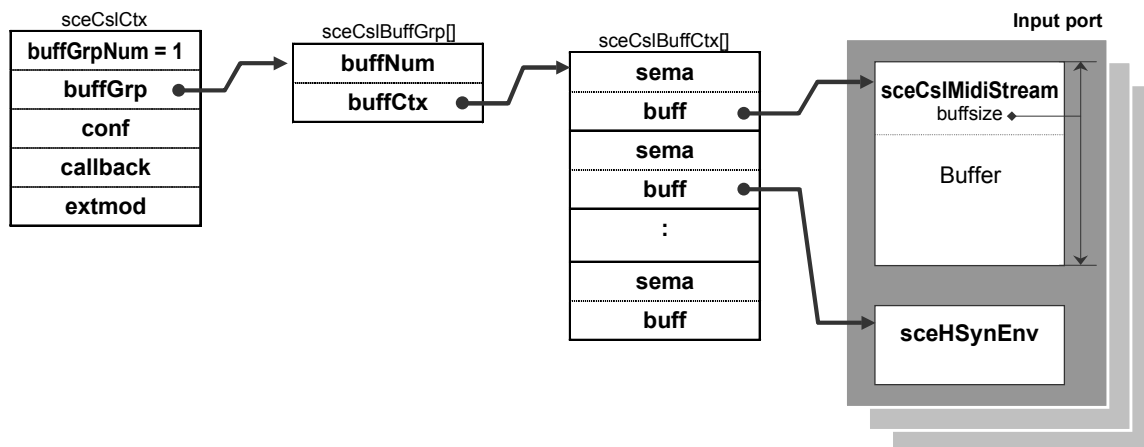 sceCslCtx
buffGrpNum = 1
buffGrp
conf
callback
extmod
sceCslBuffGrp[]
buffNum
buffCtx
sceCslBuffCtx[]
sema
buff
sema
buff
:
sema
buff
Input port
sceCslMidiStream
buffsize
Buffer
sceHSynEnv